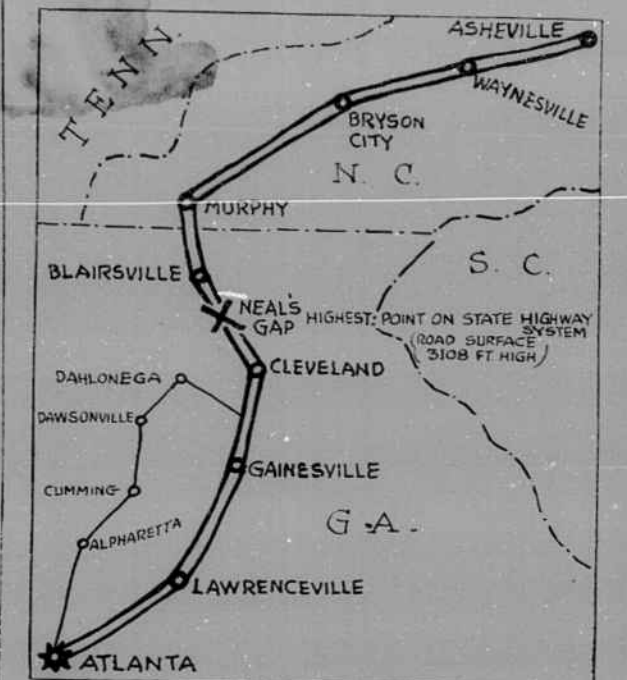 ASHEVILLE
TENN.
WAYNESVILLE
BRYSON
CITY
N. C.
MURPHY
S. C.
BLAIRSVILLE
NEAL'S
GAP
HIGHEST: POINT ON STATE HIGHWAY
SYSTEM
(ROAD SURFACE
3108 FT. HIGH)
CLEVELAND
DAHLONEGA
DAWSONVILLE
GAINESVILLE
CUMMING
G.A.
ALPHARETTA
LAWRENCEVILLE
ATLANTA